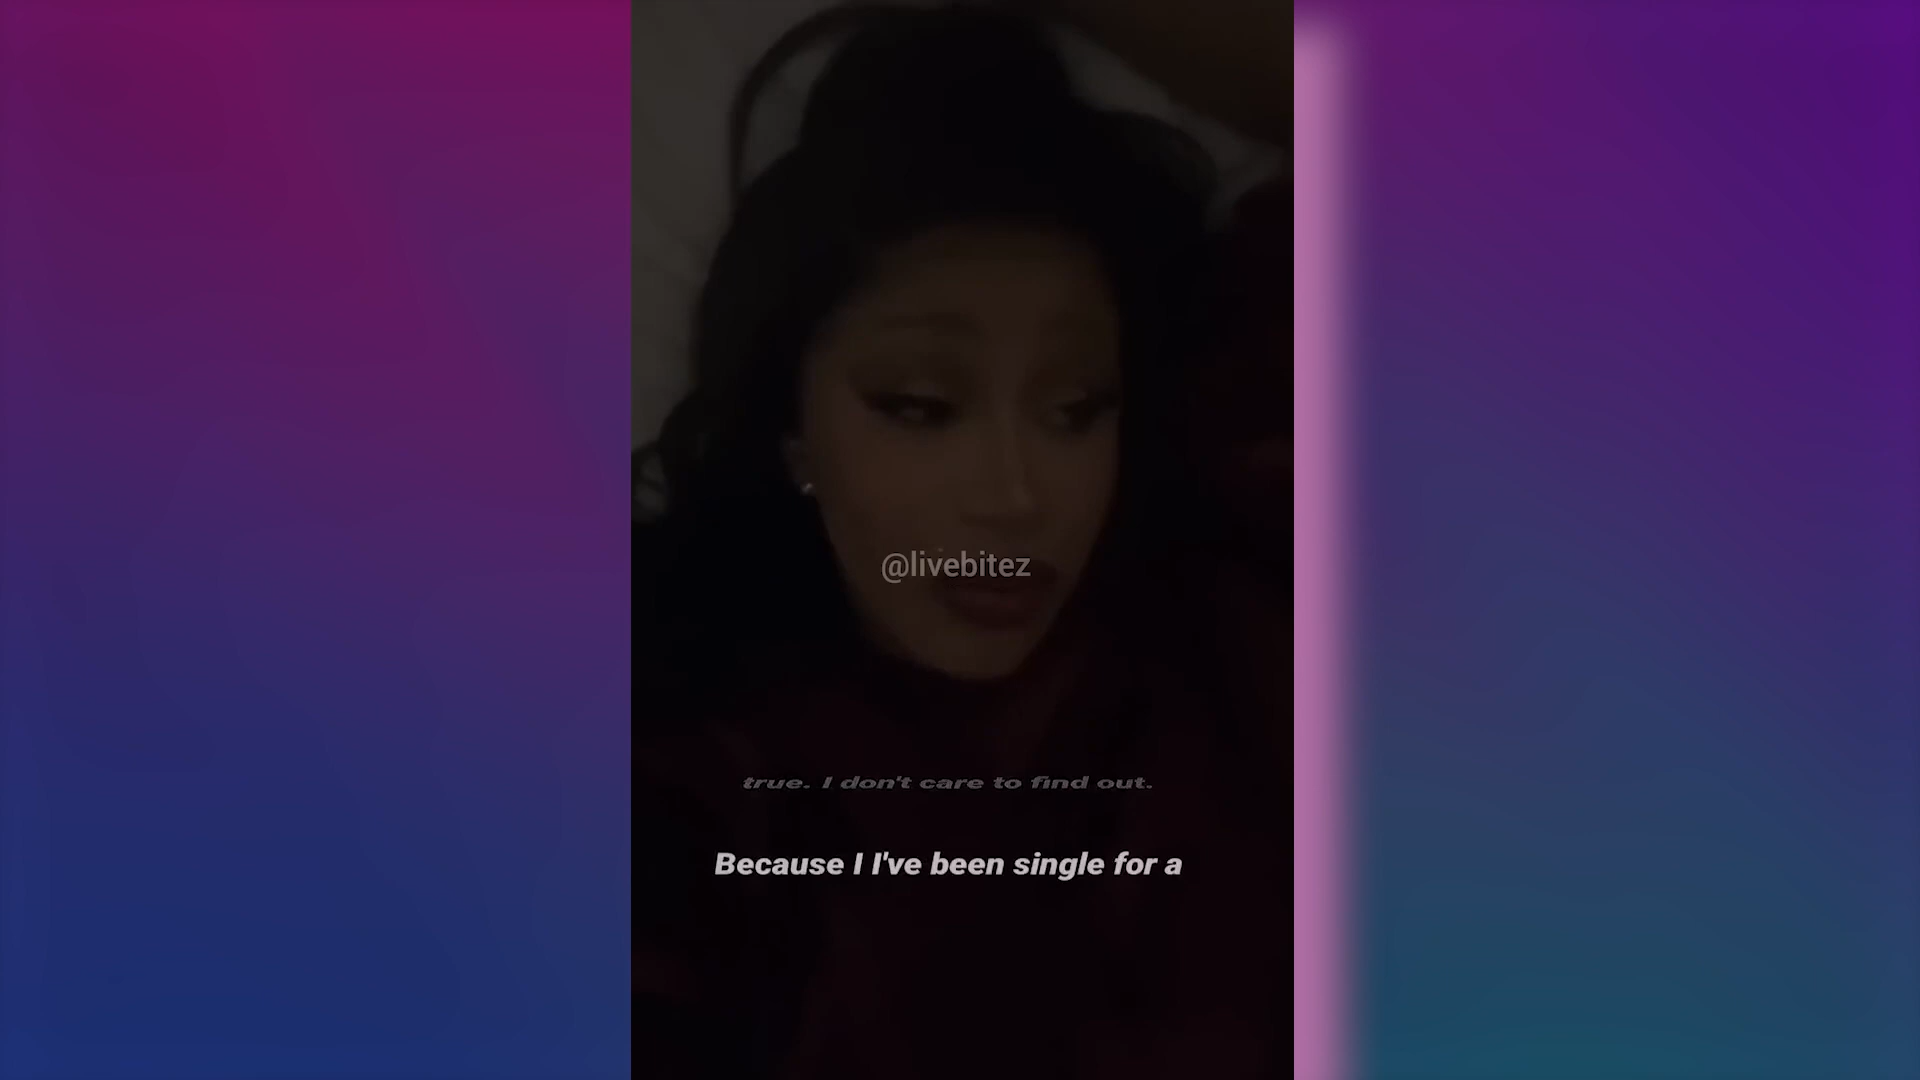 @livebitez
true. I don't care to find out.
Because I I've been single for a